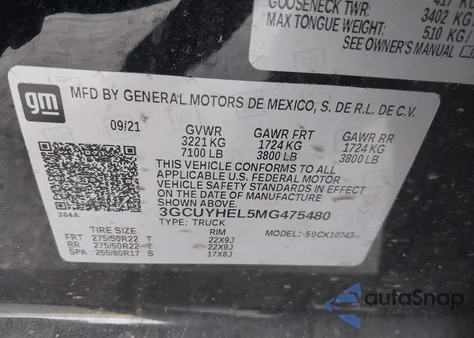 417 KG
GOOSENECK TWR: 3402 KG
MAX TONGUE WEIGHT: 510 KG/
SEE OWNER'S MANUAL
gm
MFD BY GENERAL MOTORS DE MEXICO, S. DE R.L. DE C.V.
09/21 GVWR GAWR FRT GAWR RR
3221 KG 1724 KG 1724 KG
7100 LB 3800 LB 3800 LB
THIS VEHICLE CONFORMS TO ALL
APPLICABLE U.S. FEDERAL MOTOR
VEHICLE SAFETY STANDARDS IN EFFECT
ON THE DATE OF MANUFACTURE
SHOWN ABOVE.
384A
3GCUYHEL5MG475480
TYPE: TRUCK
TIRE SIZE RIM MODEL:
FRT 275/50R22 T 22X9J
RR 275/50R22 T 22X9J
SPA 255/80R17 S 17X8J
autoSnap